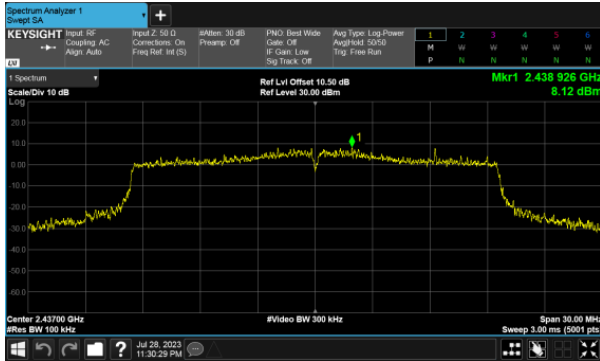 Spectrum Analyzer 1
Swept SA
+
KEYSIGHT
Input: RF
Coupling: AC
Align: Auto
Input Z: 50 Ω
Corrections: On
Freq Ref: Int (S)
#Atten: 30 dB
Preamp: Off
PNO: Best Wide
Gate: Off
IF Gain: Low
Sig Track: Off
Avg Type: Log-Power
Avg|Hold: 50/50
Trig: Free Run
1 2 3 4 5 6
M W W W W W
P N N N N N
LXI
1 Spectrum
Scale/Div 10 dB
Ref Lvl Offset 10.50 dB
Ref Level 30.00 dBm
Mkr1 2.438 926 GHz
8.12 dBm
Log
20.0
10.0
0.00
-10.0
-20.0
-30.0
-40.0
-50.0
-60.0
1
Center 2.43700 GHz
#Res BW 100 kHz
#Video BW 300 kHz
Span 30.00 MHz
Sweep 3.00 ms (5001 pts)
?
Jul 28, 2023
11:30:29 PM